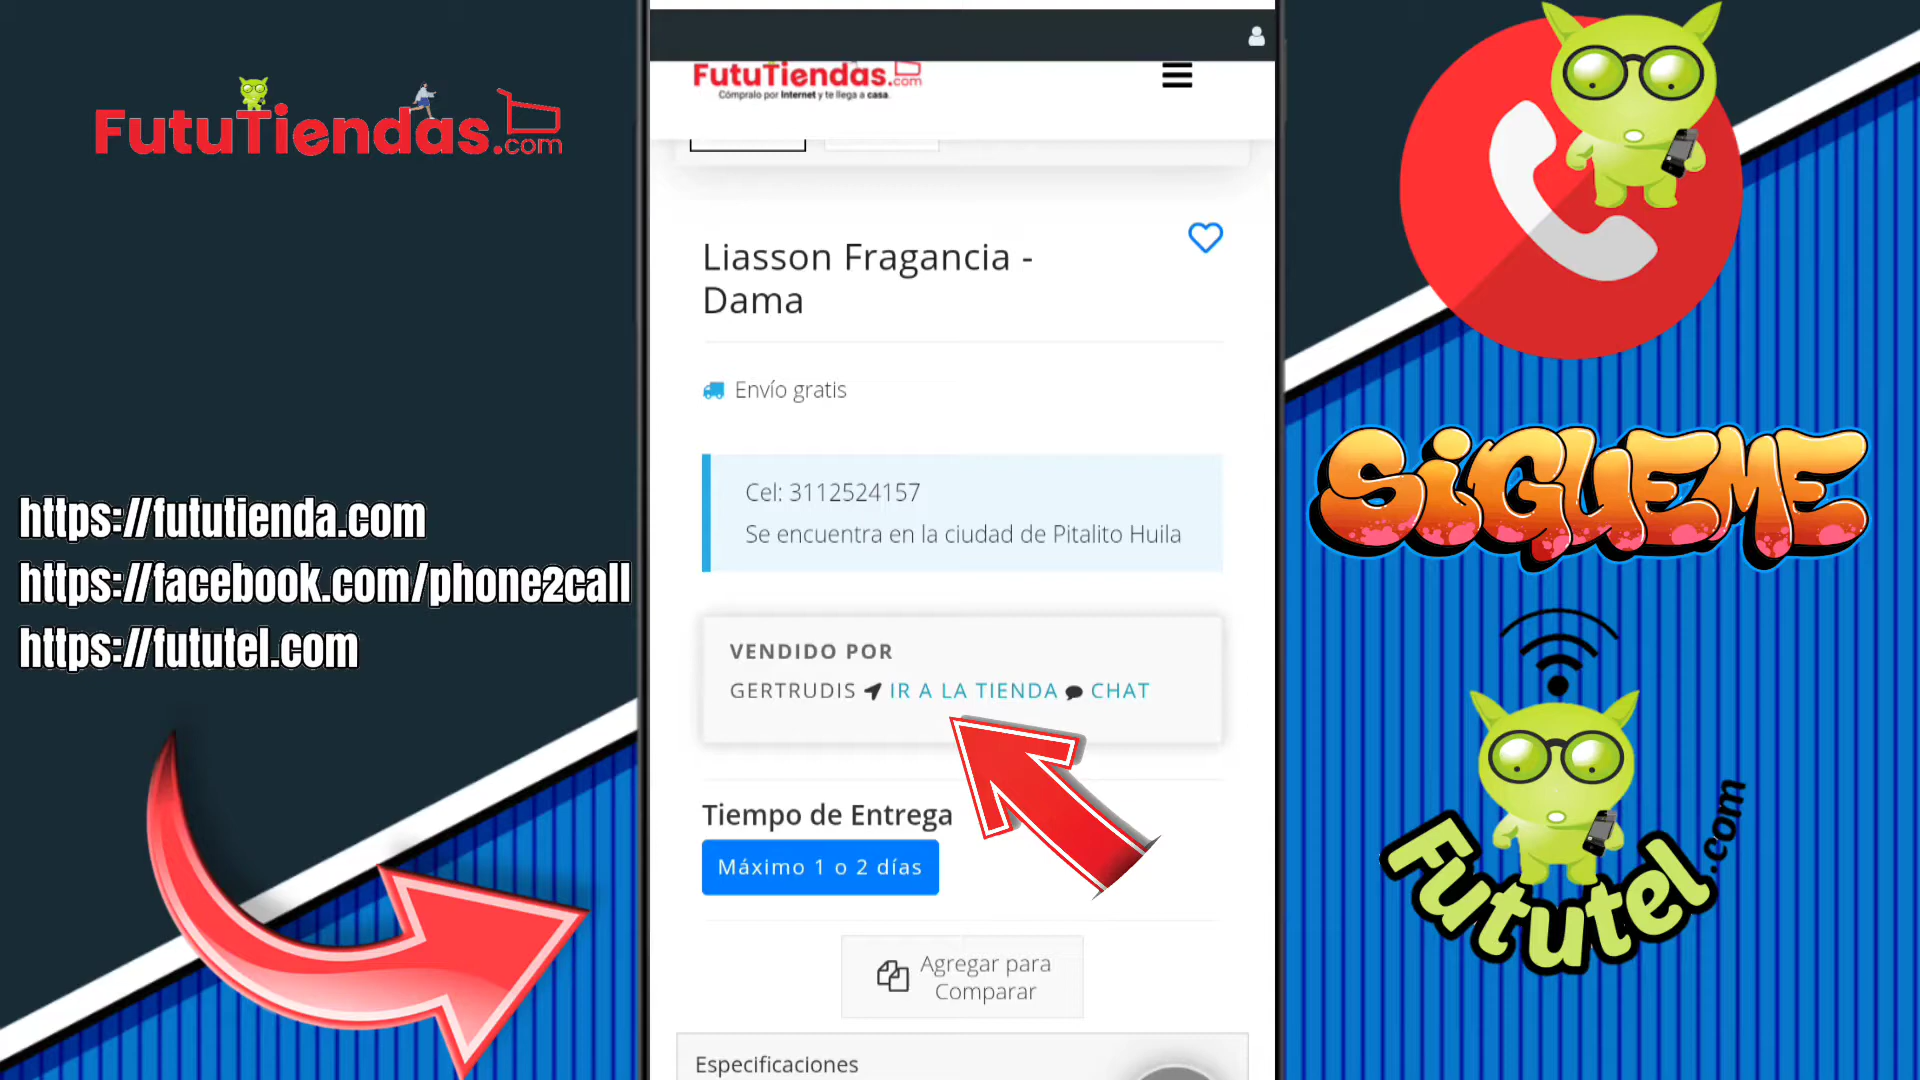 FutuTiendas.com
https://fututienda.com
https://facebook.com/phone2call
https://fututel.com
FutuTiendas.com
Cómpralo por Internet y te llega a casa.
Liasson Fragancia -
Dama
Envío gratis
Cel: 3112524157
Se encuentra en la ciudad de Pitalito Huila
VENDIDO POR
GERTRUDIS IR A LA TIENDA CHAT
Tiempo de Entrega
Máximo 1 o 2 días
Agregar para
Comparar
Especificaciones
SiGUEME
Fututel.com